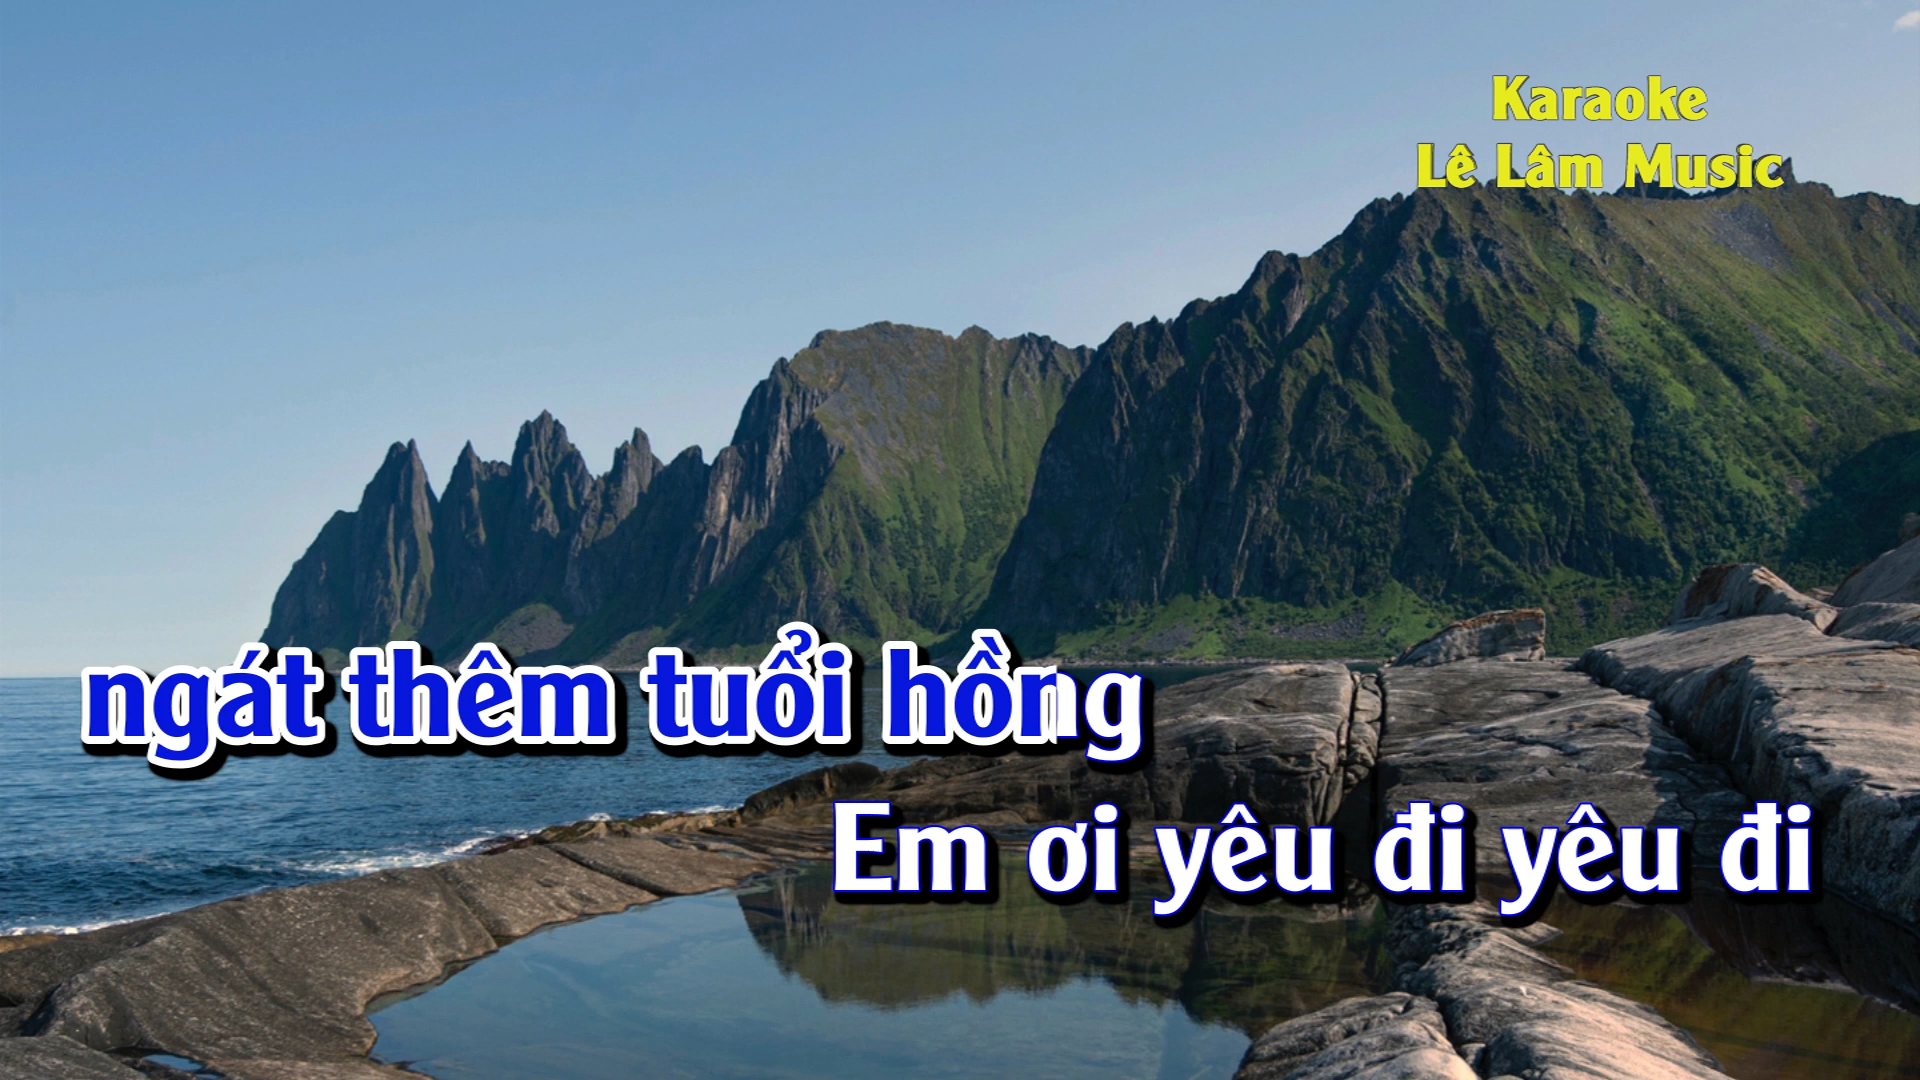 Karaoke
Lê Lâm Music
ngát thêm tuổi hồng
Em ơi yêu đi yêu đi